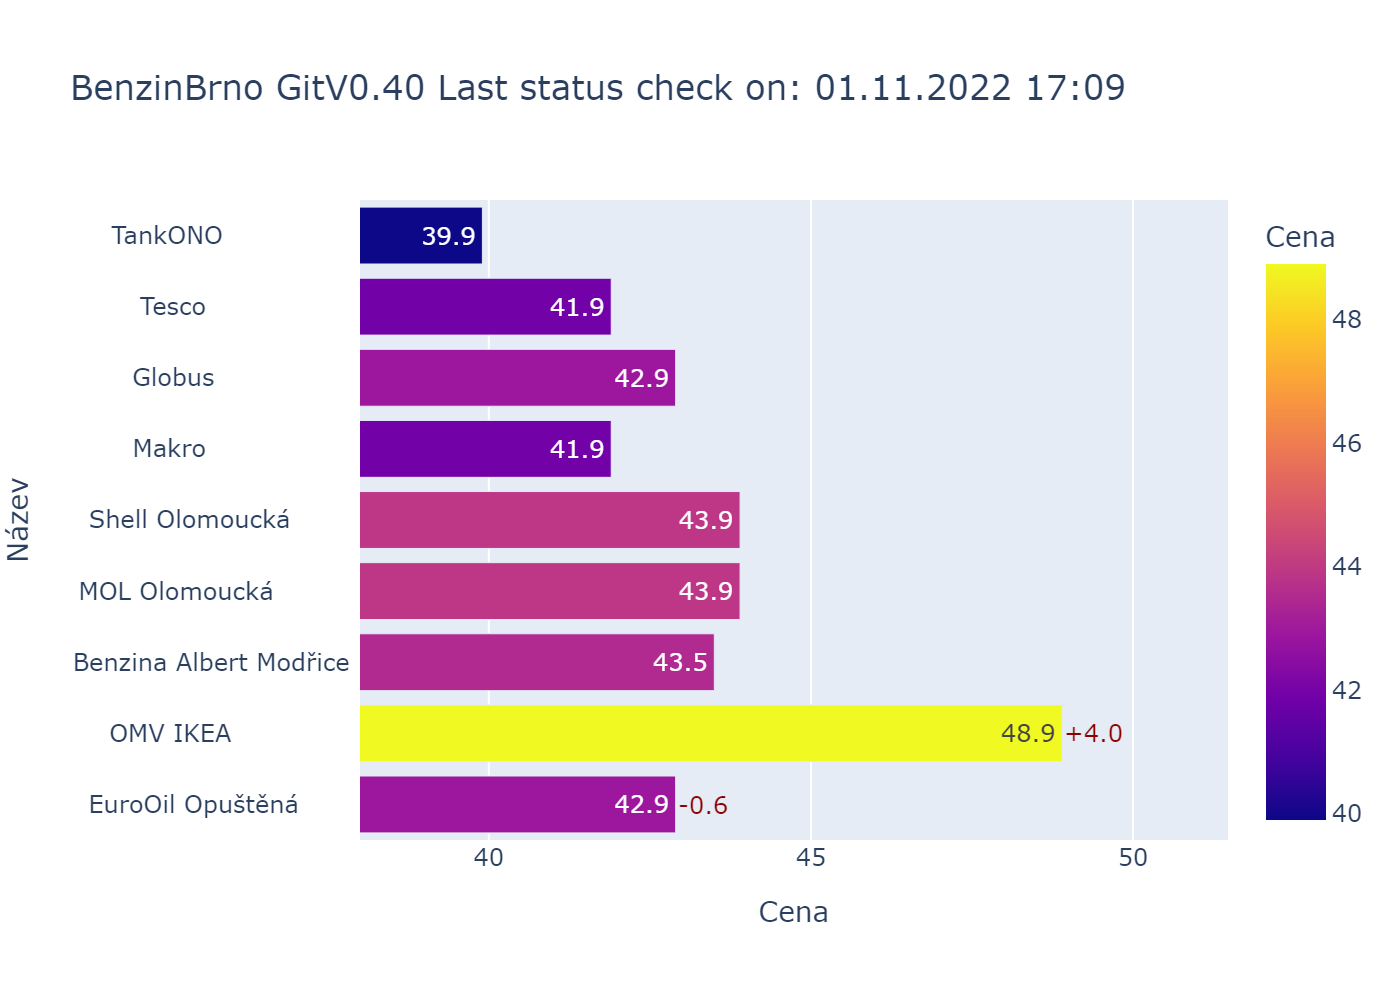 BenzinBrno GitV0.40 Last status check on: 01.11.2022 17:09
Název
TankONO 39.9
Tesco 41.9
Globus 42.9
Makro 41.9
Shell Olomoucká 43.9
MOL Olomoucká 43.9
Benzina Albert Modřice 43.5
OMV IKEA 48.9 +4.0
EuroOil Opuštěná 42.9 -0.6
40 45 50
Cena
Cena
48
46
44
42
40